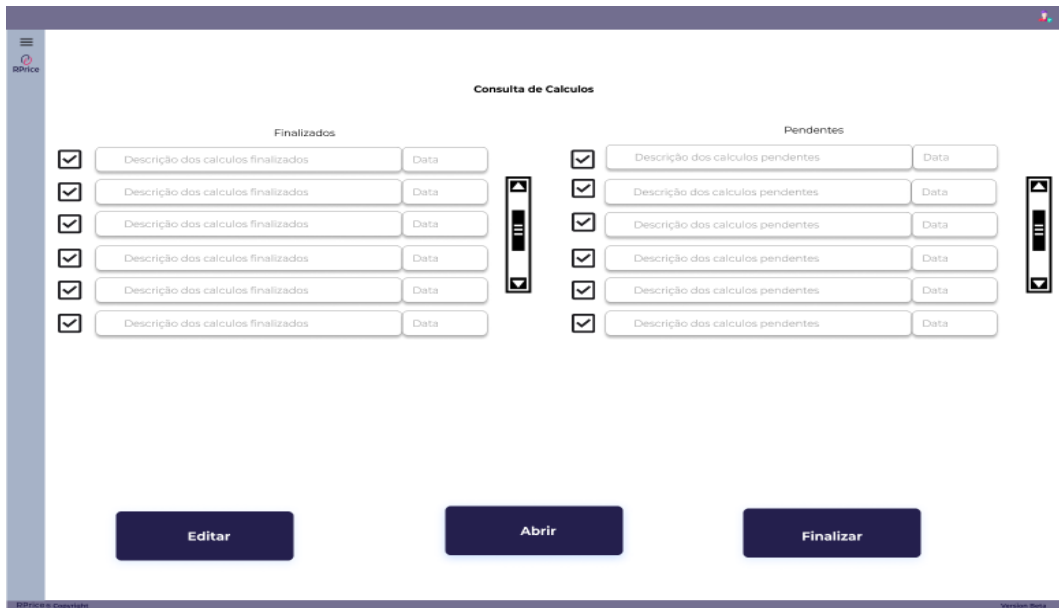 RPrice
Consulta de Calculos
Finalizados
Descrição dos calculos finalizados Data
Descrição dos calculos finalizados Data
Descrição dos calculos finalizados Data
Descrição dos calculos finalizados Data
Descrição dos calculos finalizados Data
Descrição dos calculos finalizados Data
Pendentes
Descrição dos calculos pendentes Data
Descrição dos calculos pendentes Data
Descrição dos calculos pendentes Data
Descrição dos calculos pendentes Data
Descrição dos calculos pendentes Data
Descrição dos calculos pendentes Data
Editar
Abrir
Finalizar
RPrice© Copyright
Version Beta